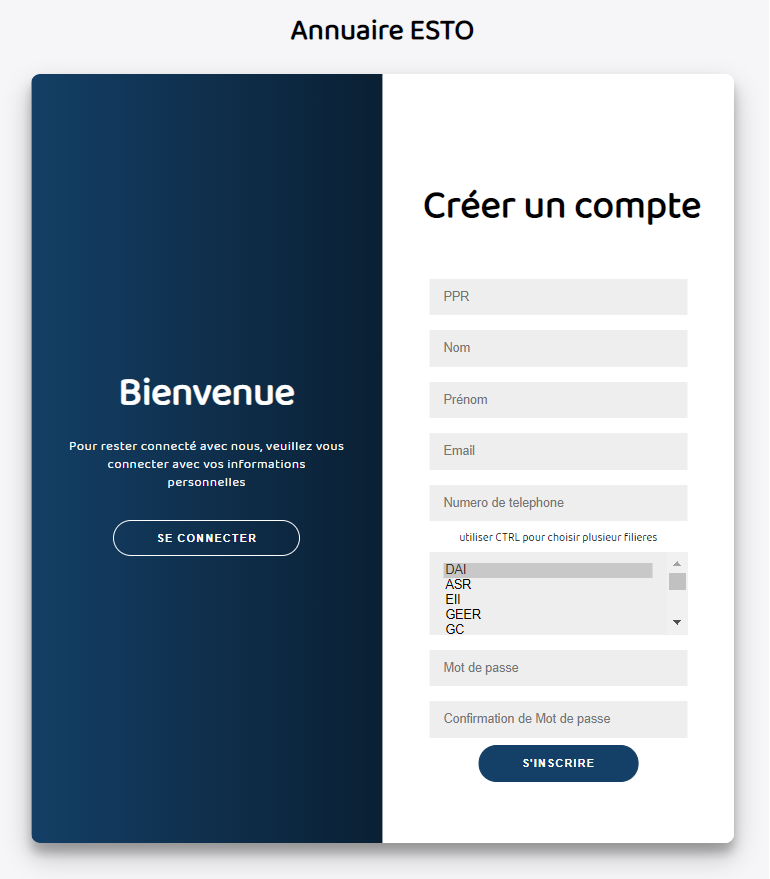 Annuaire ESTO
Bienvenue
Pour rester connecté avec nous, veuillez vous
connecter avec vos informations
personnelles
SE CONNECTER
Créer un compte
PPR
Nom
Prénom
Email
Numero de telephone
utiliser CTRL pour choisir plusieur filieres
DAI
ASR
EII
GEER
GC
Mot de passe
Confirmation de Mot de passe
S'INSCRIRE